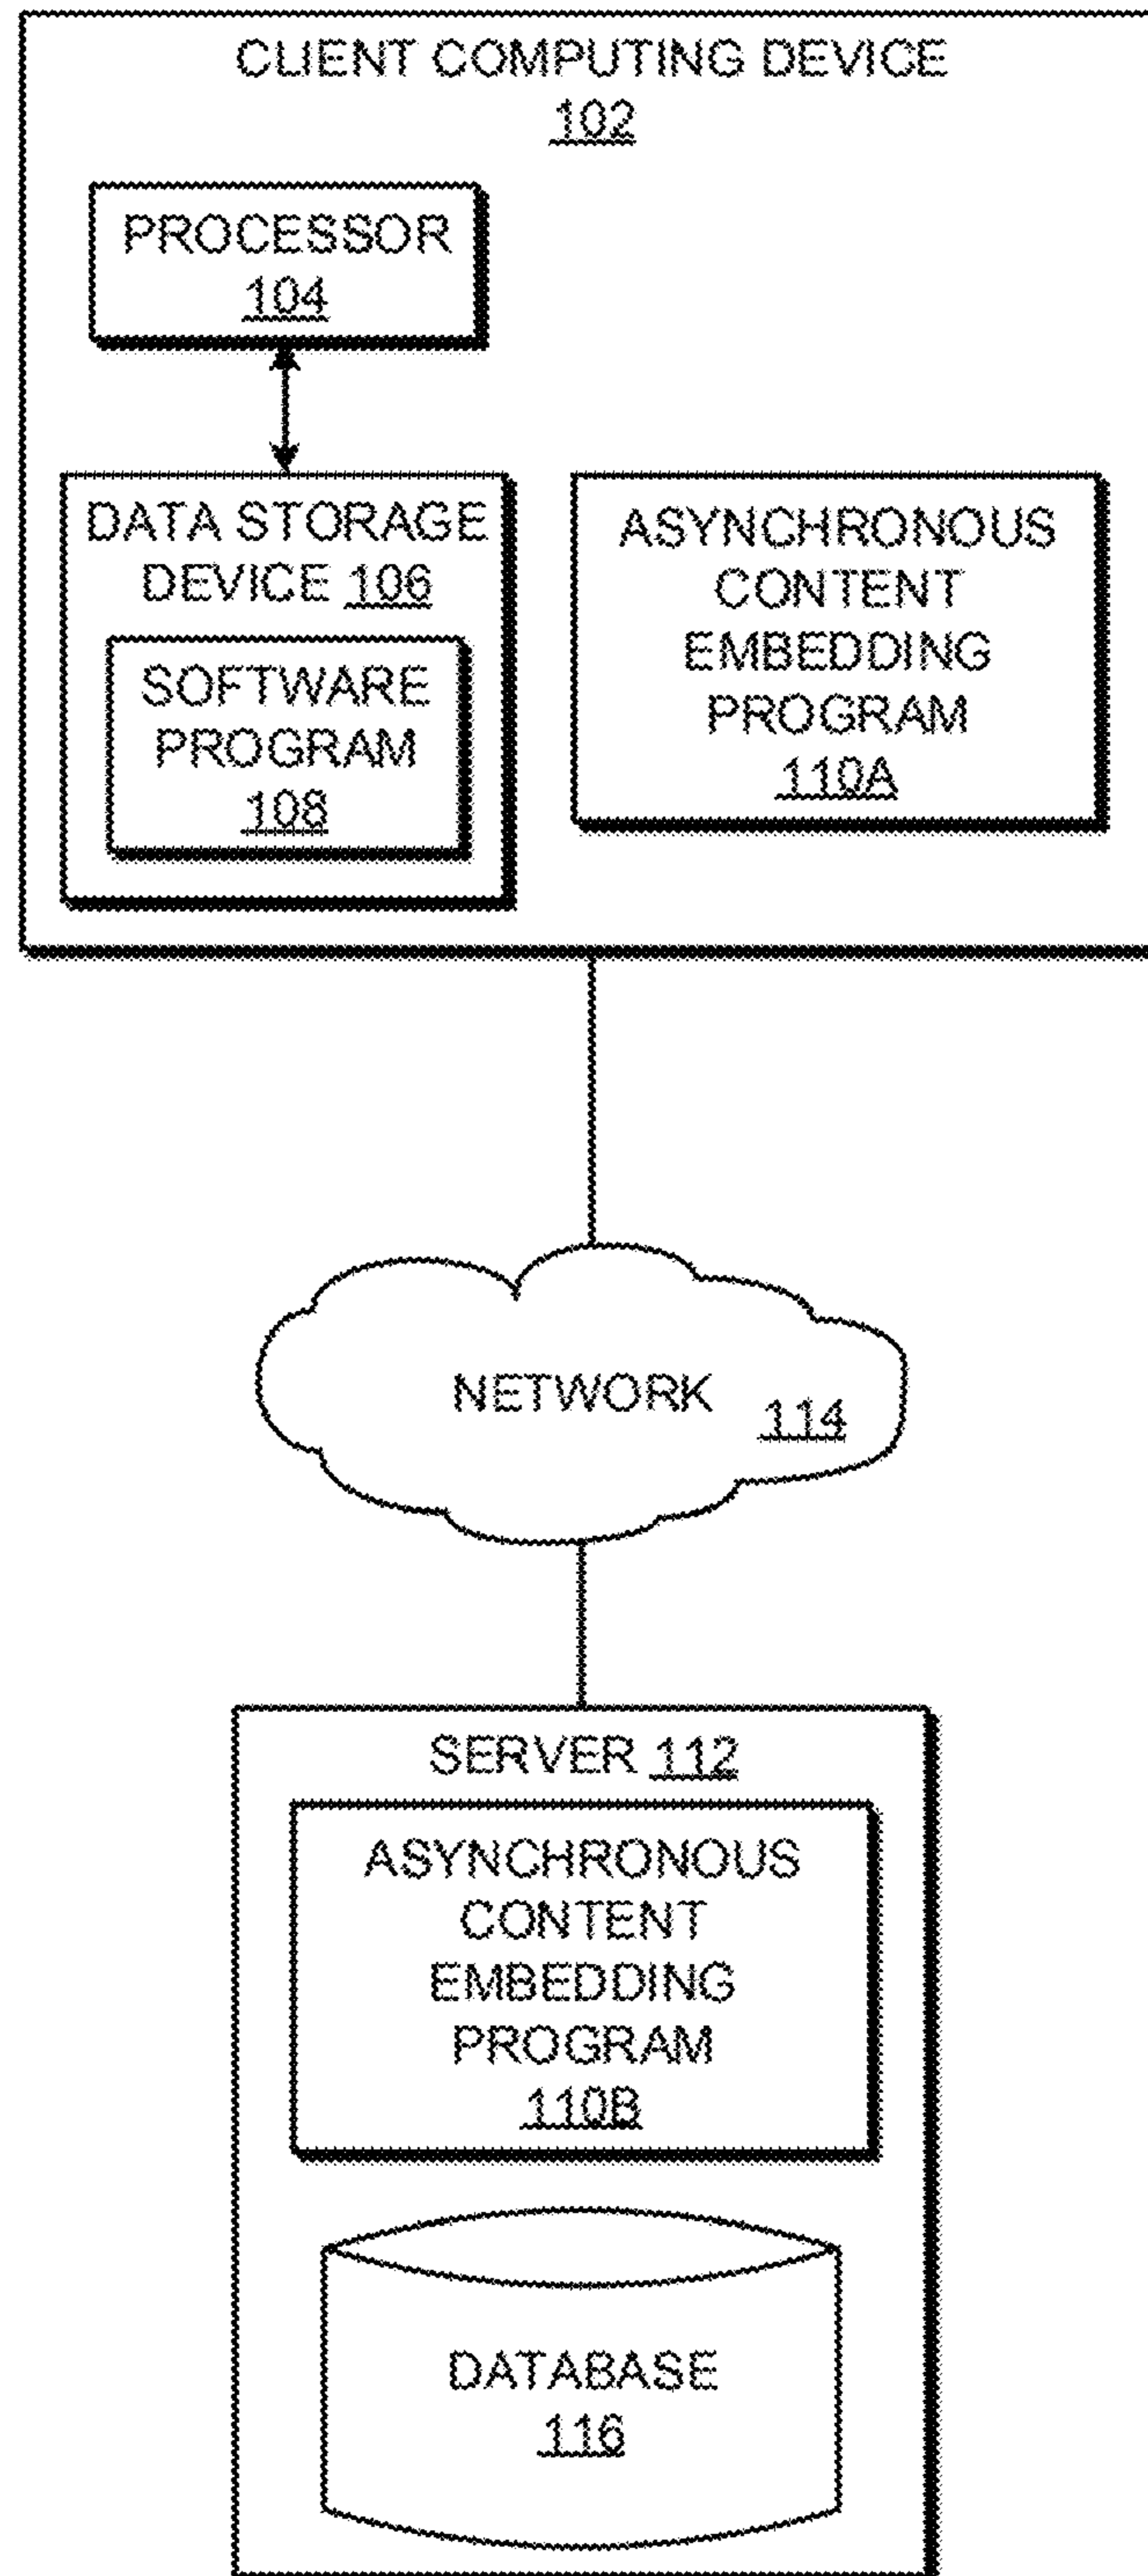 CLIENT COMPUTING DEVICE
102
PROCESSOR
104
DATA STORAGE
DEVICE 106
SOFTWARE
PROGRAM
108
ASYNCHRONOUS
CONTENT
EMBEDDING
PROGRAM
110A
NETWORK 114
SERVER 112
ASYNCHRONOUS
CONTENT
EMBEDDING
PROGRAM
110B
DATABASE
116